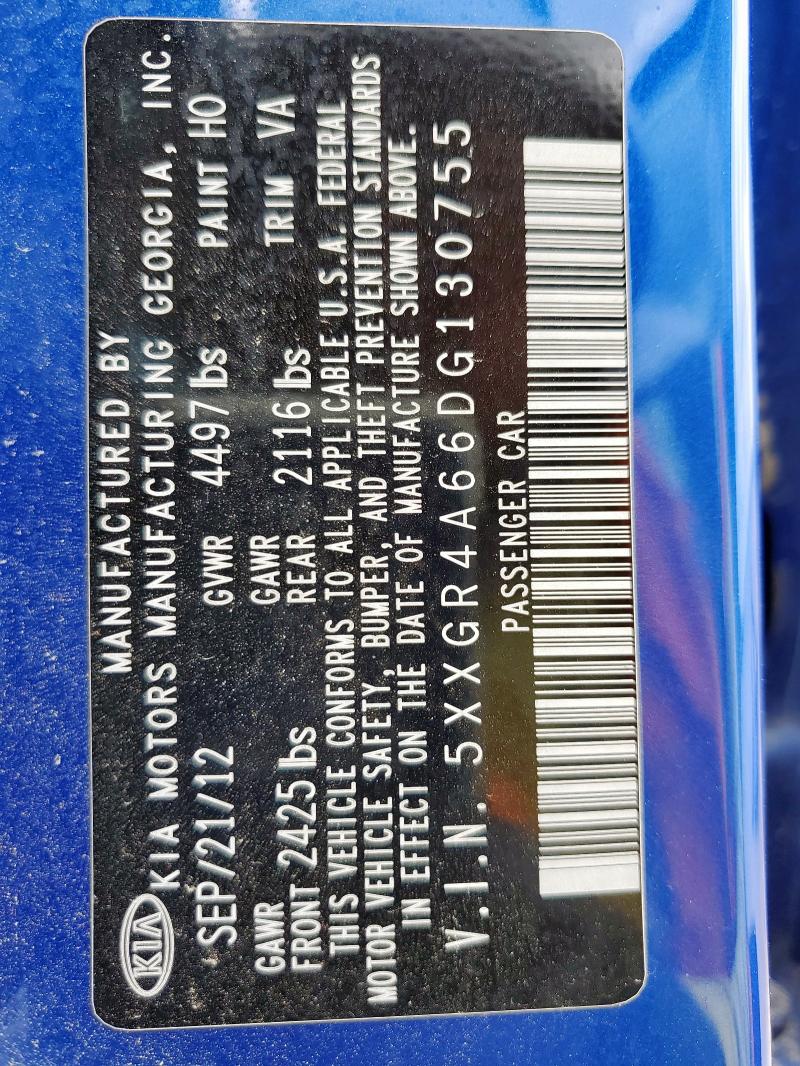 MANUFACTURED BY
KIA KIA MOTORS MANUFACTURING GEORGIA, INC.
SEP/21/12 GVWR 4497 lbs PAINT HO
GAWR GAWR
FRONT 2425 lbs REAR 2116 lbs TRIM VA
THIS VEHICLE CONFORMS TO ALL APPLICABLE U.S.A. FEDERAL
MOTOR VEHICLE SAFETY, BUMPER, AND THEFT PREVENTION STANDARDS
IN EFFECT ON THE DATE OF MANUFACTURE SHOWN ABOVE.
V.I.N. 5XXGR4A66DG130755
PASSENGER CAR